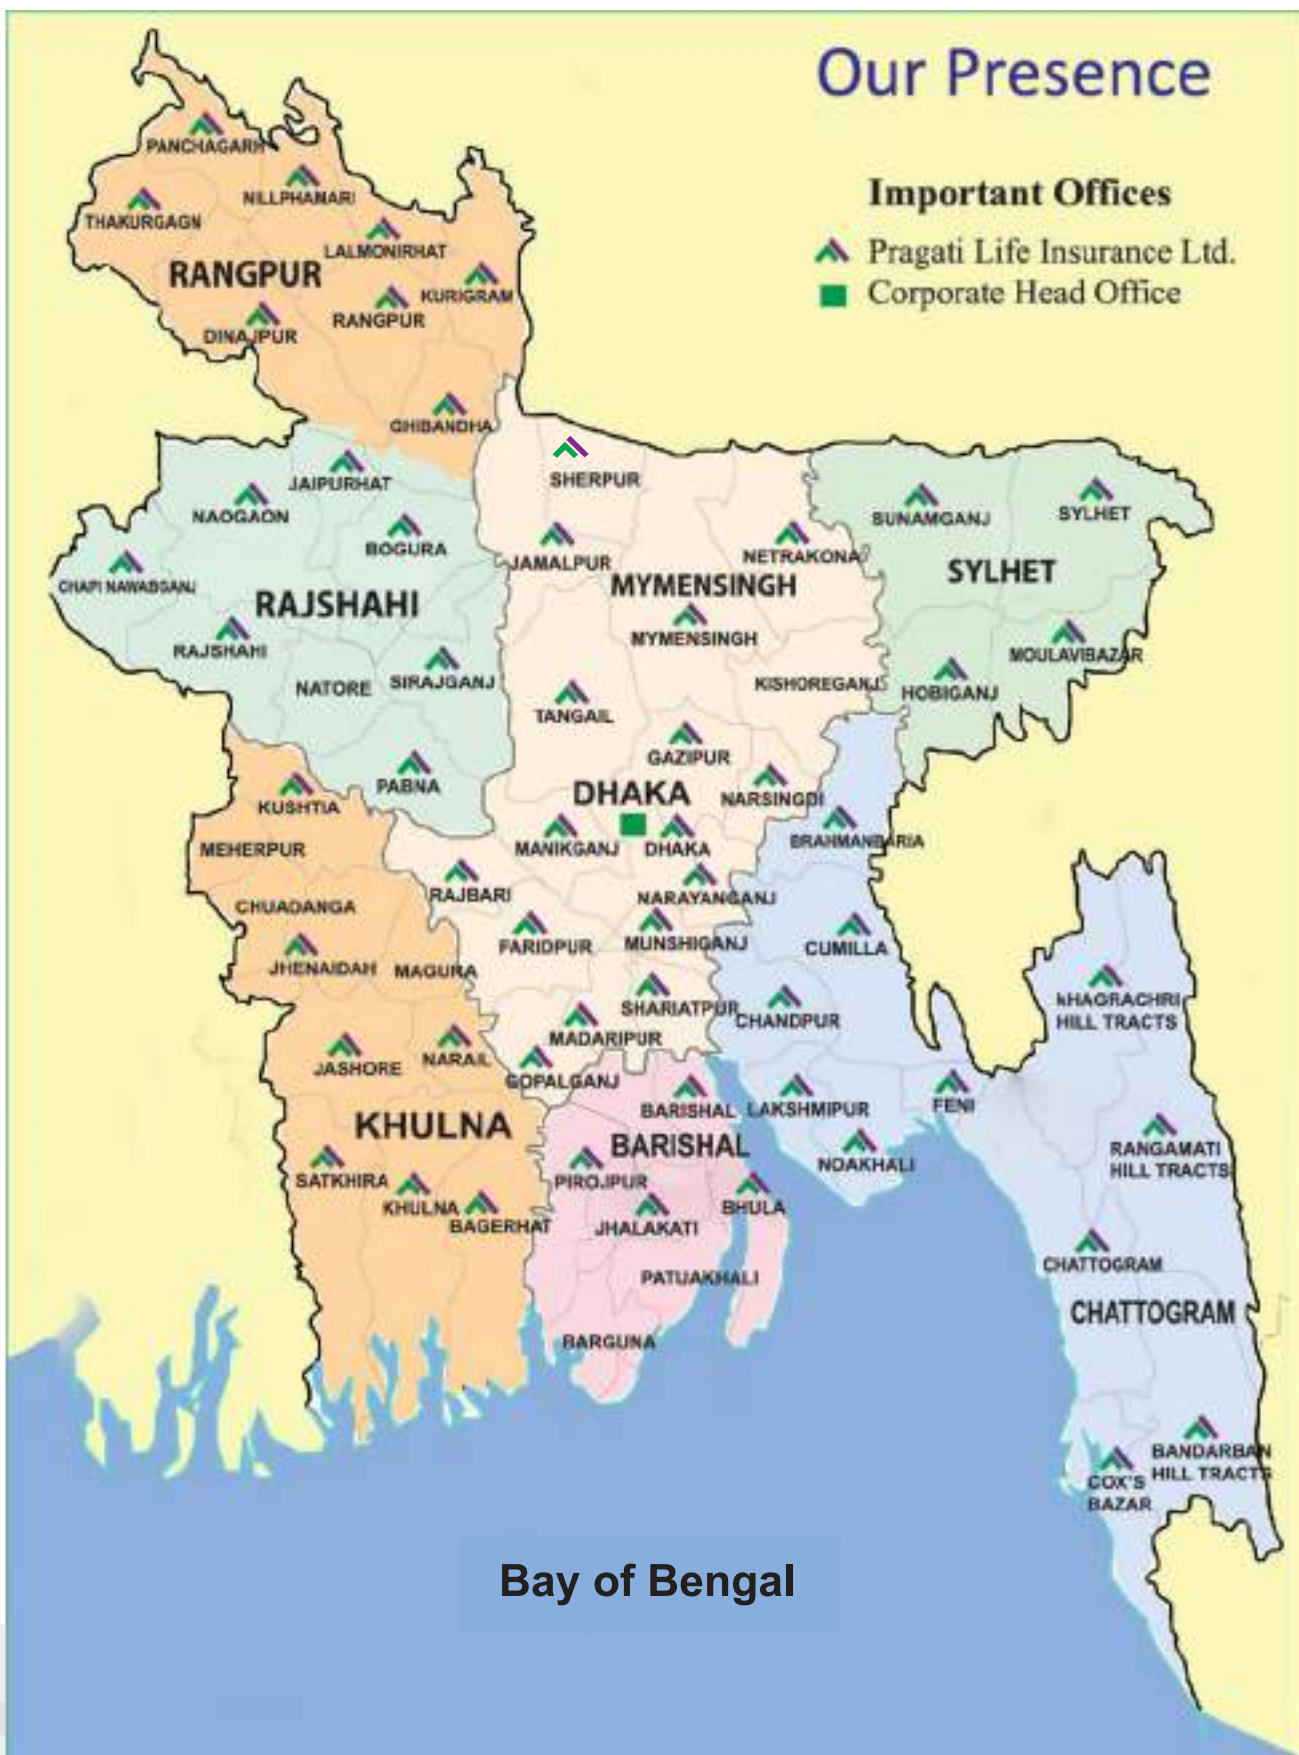 Our Presence
Important Offices
Pragati Life Insurance Ltd.
Corporate Head Office
PANCHAGARH
NILLPHAMARI
THAKURGAGN
LALMONIRHAT
RANGPUR
KURIGRAM
RANGPUR
DINAJPUR
GHIBANDHA
SHERPUR
JAIPURHAT
NAOGAON
BOGURA
CHAPI NAWABGANJ
RAJSHAHI
RAJSHAHI
NATORE
SIRAJGANJ
PABNA
JAMALPUR
NETRAKONA
MYMENSINGH
MYMENSINGH
KISHOREGANJ
TANGAIL
SUNAMGANJ
SYLHET
SYLHET
MOULAVIBAZAR
HOBIGANJ
GAZIPUR
DHAKA
NARSINGDI
MANIKGANJ
DHAKA
RAJBARI
NARAYANGANJ
FARIDPUR
MUNSHIGANJ
SHARIATPUR
MADARIPUR
GOPALGANJ
KUSHTIA
MEHERPUR
CHUADANGA
JHENAIDAH
MAGURA
JASHORE
NARAIL
KHULNA
SATKHIRA
KHULNA
BAGERHAT
BARISHAL
BARISHAL
PIROJPUR
JHALAKATI
BHULA
PATUAKHALI
BARGUNA
BRAHMANBARIA
CUMILLA
CHANDPUR
LAKSHMIPUR
FENI
NOAKHALI
kHAGRACHRI
HILL TRACTS
RANGAMATI
HILL TRACTS
CHATTOGRAM
CHATTOGRAM
BANDARBAN
HILL TRACTS
COX'S
BAZAR
Bay of Bengal